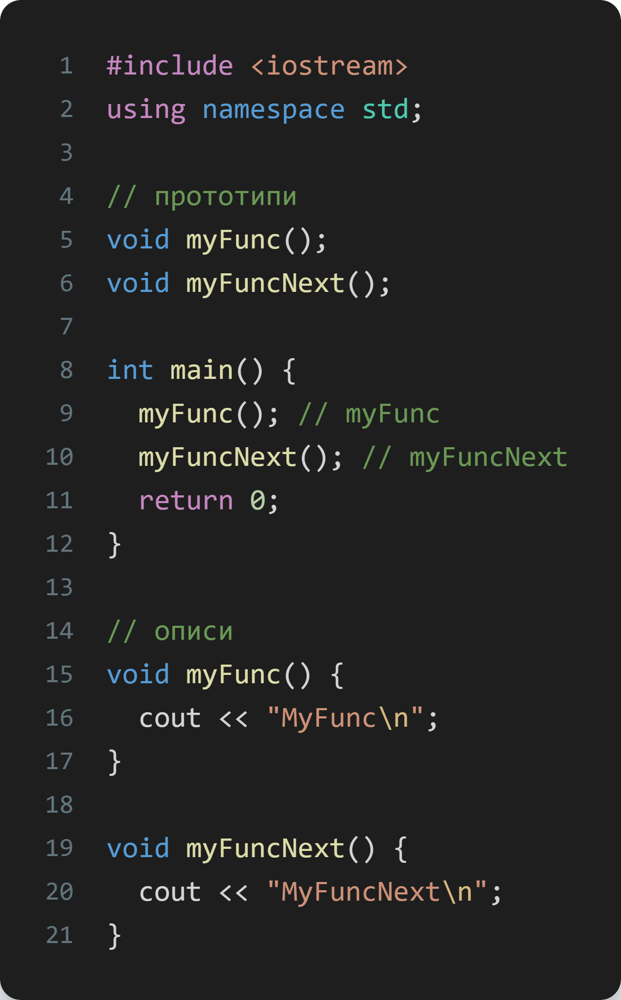 1 #include <iostream>
2 using namespace std;
3
4 // прототипи
5 void myFunc();
6 void myFuncNext();
7
8 int main() {
9   myFunc(); // myFunc
10   myFuncNext(); // myFuncNext
11   return 0;
12 }
13
14 // описи
15 void myFunc() {
16   cout << "MyFunc\n";
17 }
18
19 void myFuncNext() {
20   cout << "MyFuncNext\n";
21 }